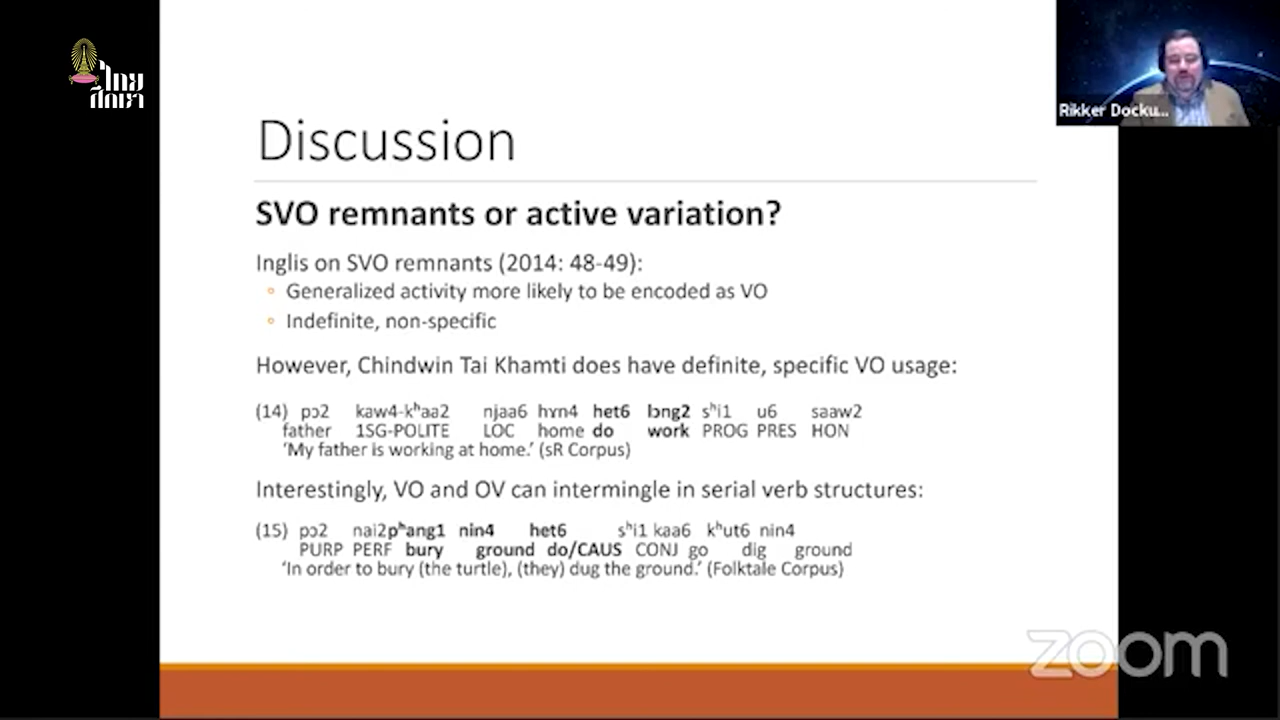 ไทย
ศึกษา
Rikker Docku...
Discussion
SVO remnants or active variation?
Inglis on SVO remnants (2014: 48-49):
◦ Generalized activity more likely to be encoded as VO
◦ Indefinite, non-specific
However, Chindwin Tai Khamti does have definite, specific VO usage:
(14) pɔ2 kaw4-kʰaa2 njaa6 hɤn4 het6 lɔng2 sʰi1 u6 saaw2
father 1SG-POLITE LOC home do work PROG PRES HON
‘My father is working at home.’ (sR Corpus)
Interestingly, VO and OV can intermingle in serial verb structures:
(15) pɔ2 nai2pʰang1 nin4 het6 sʰi1 kaa6 kʰut6 nin4
PURP PERF bury ground do/CAUS CONJ go dig ground
‘In order to bury (the turtle), (they) dug the ground.’ (Folktale Corpus)
zoom